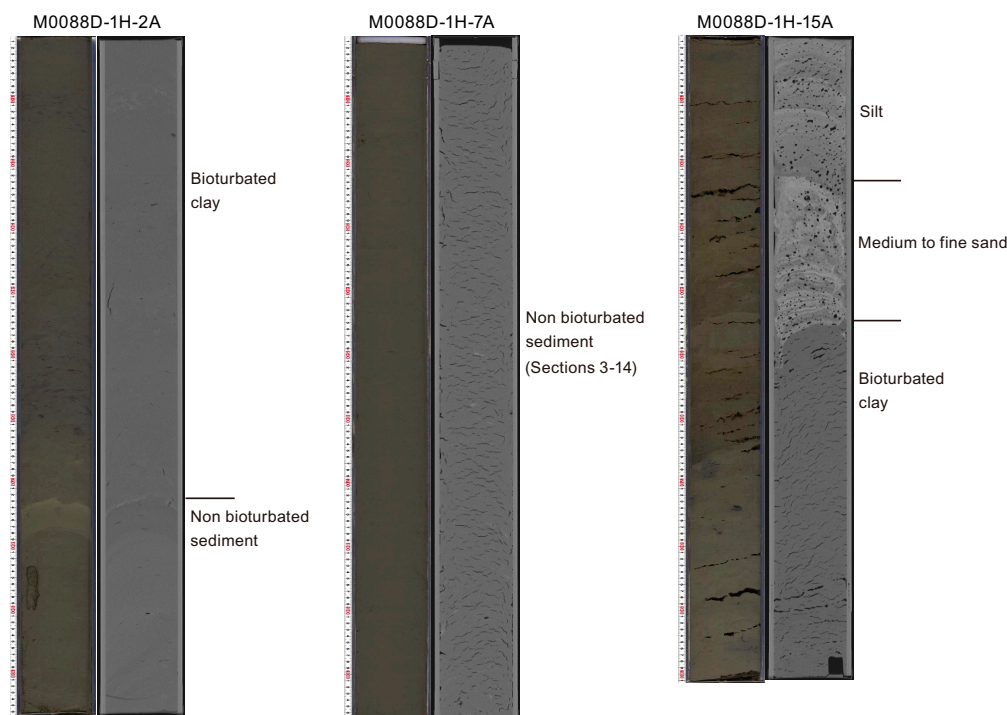 M0088D-1H-2A
M0088D-1H-7A
M0088D-1H-15A
Bioturbated
clay
Non bioturbated
sediment
Non bioturbated
sediment
(Sections 3-14)
Silt
Medium to fine sand
Bioturbated
clay